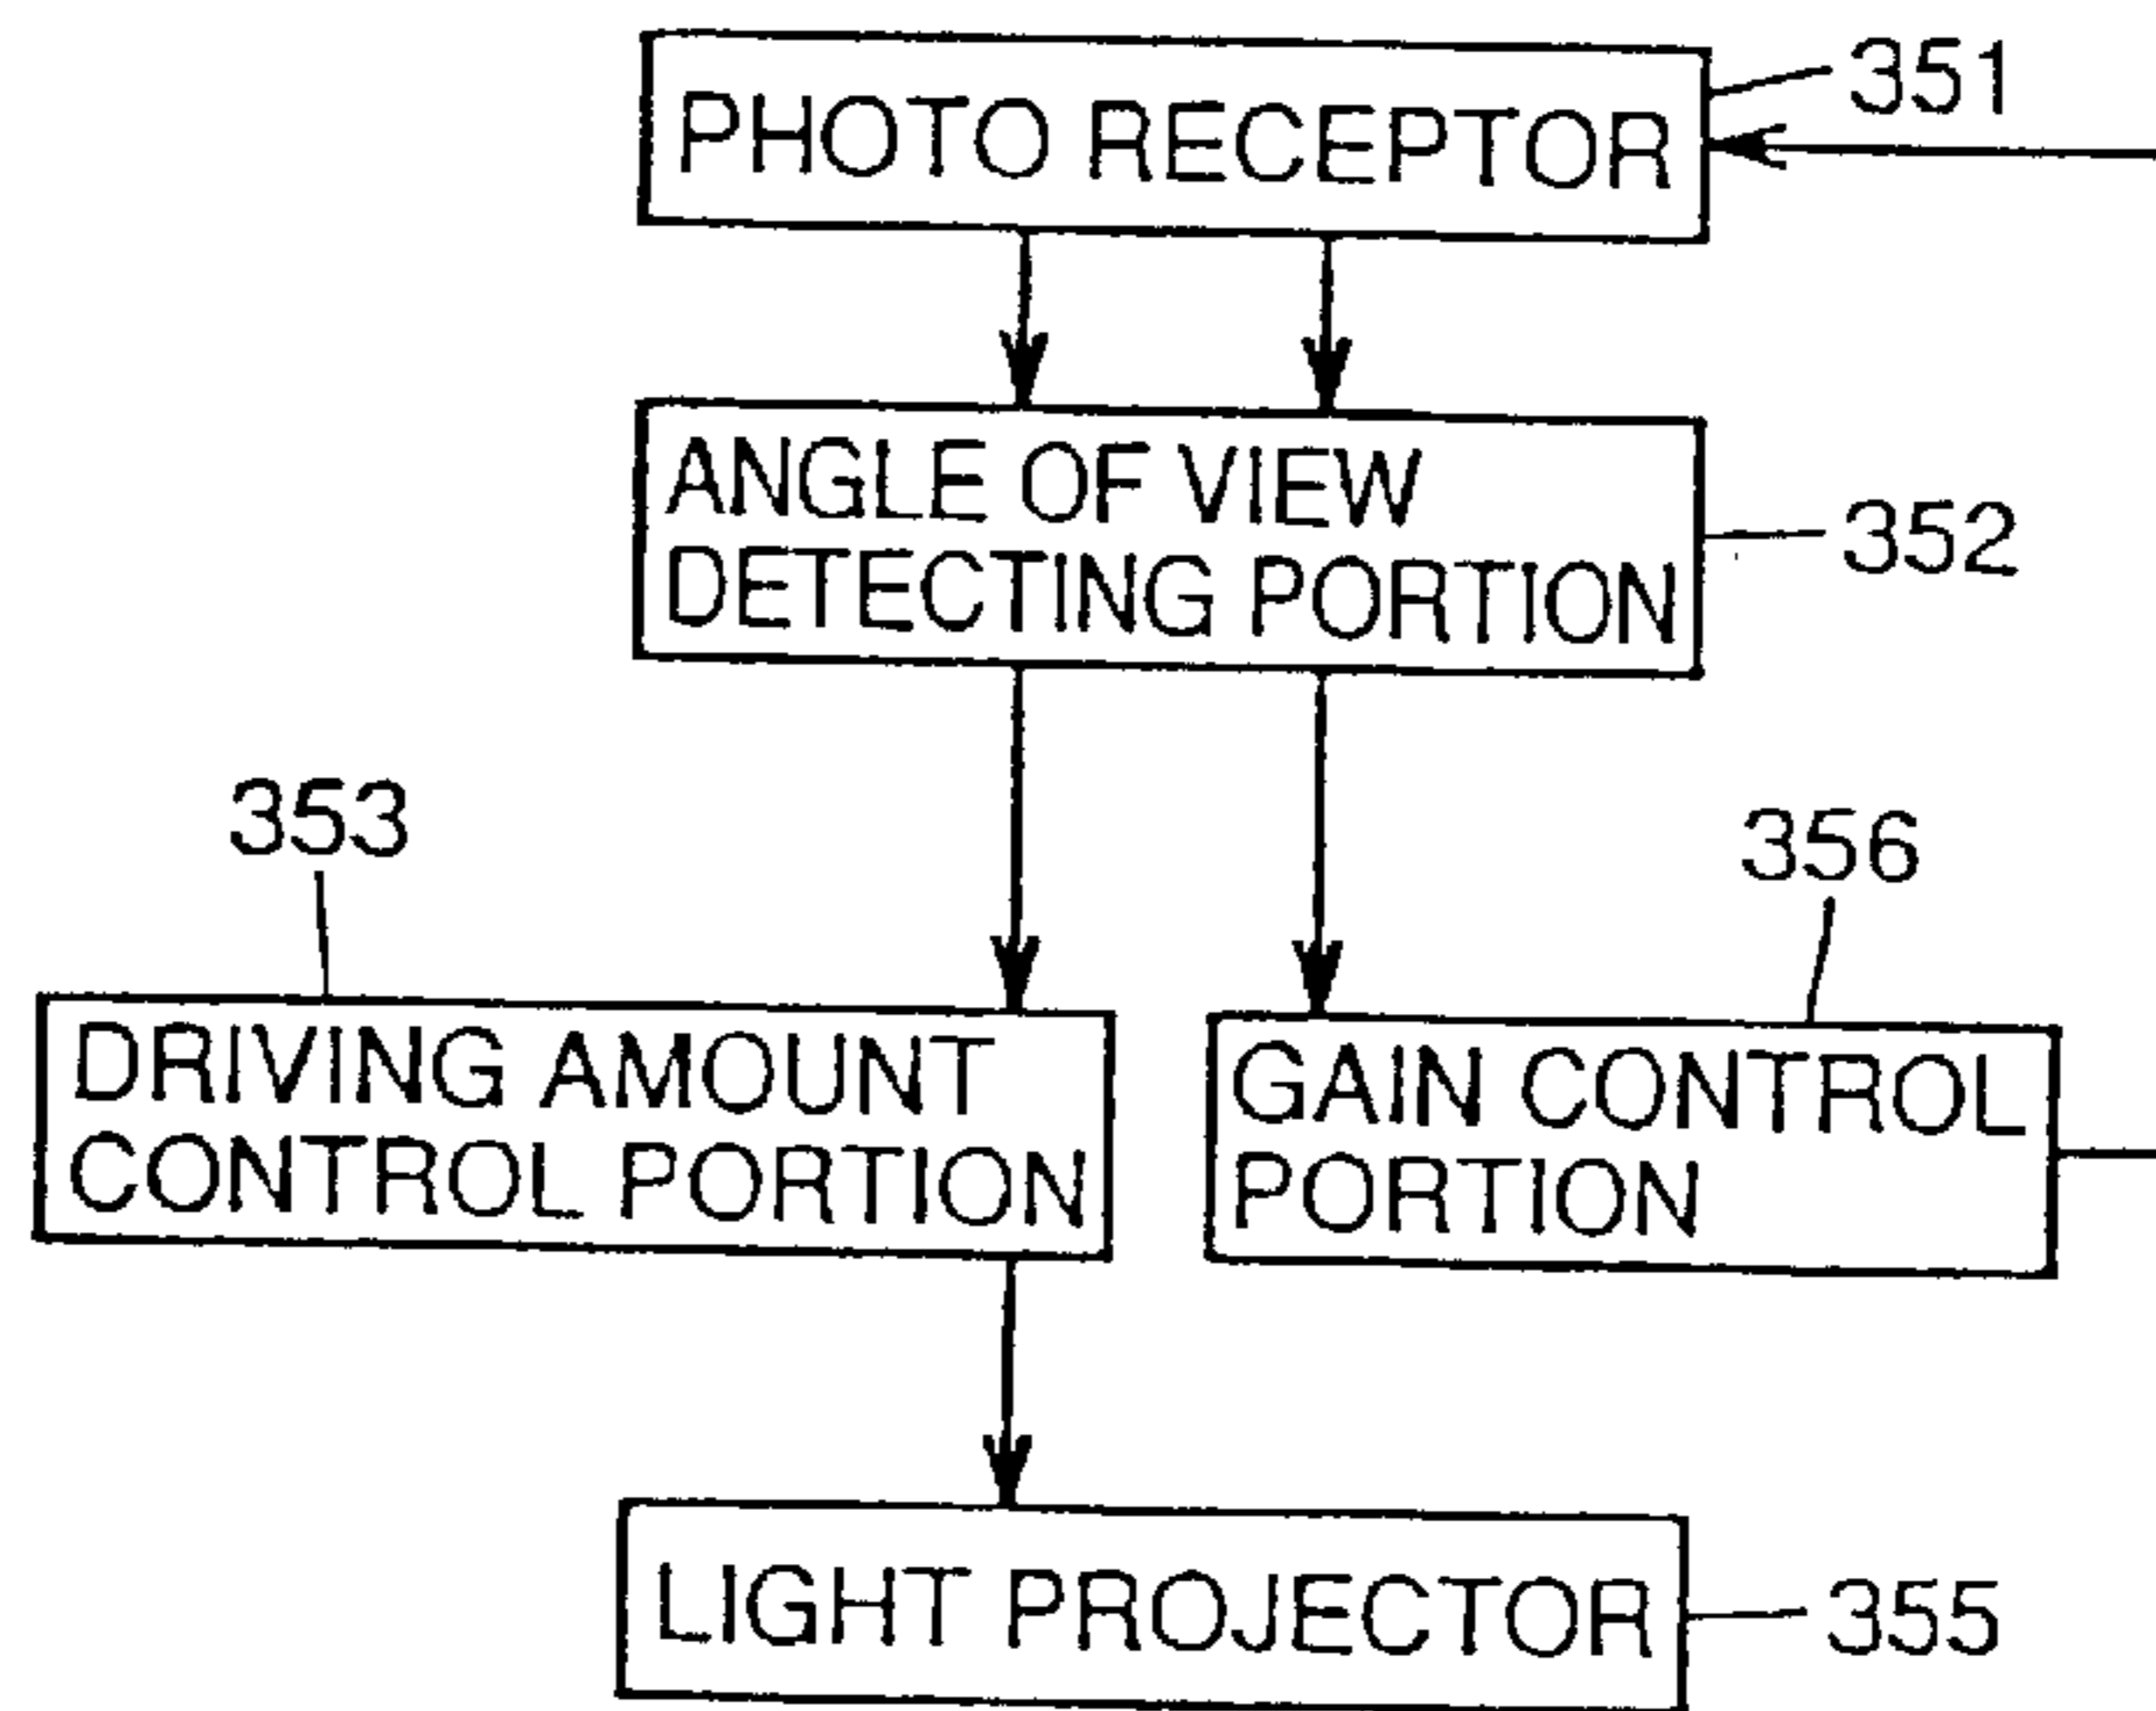 PHOTO RECEPTOR
351
ANGLE OF VIEW
DETECTING PORTION
352
353
356
DRIVING AMOUNT
CONTROL PORTION
GAIN CONTROL
PORTION
LIGHT PROJECTOR
355